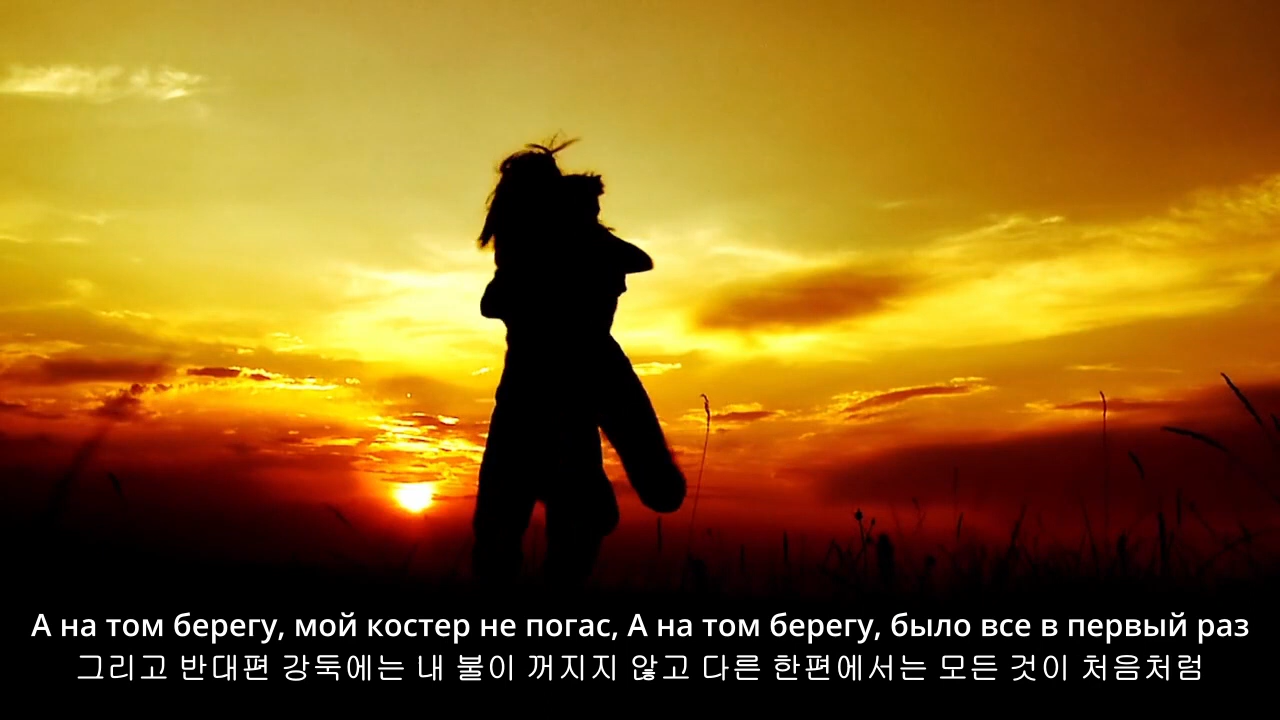 А на том берегу, мой костер не погас, А на том берегу, было все в первый раз
그리고 반대편 강둑에는 내 불이 꺼지지 않고 다른 한편에서는 모든 것이 처음처럼